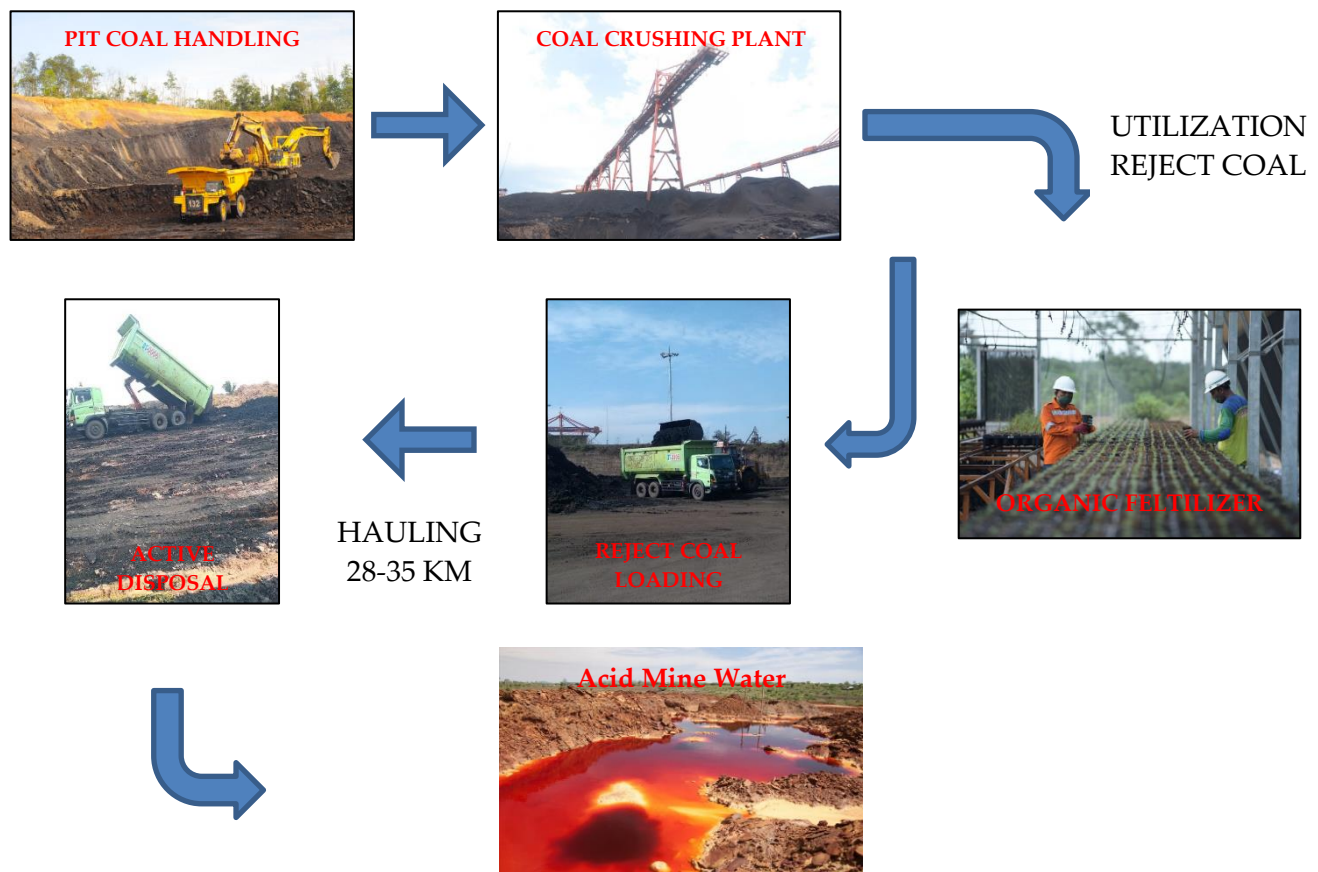 PIT COAL HANDLING
COAL CRUSHING PLANT
UTILIZATION
REJECT COAL
ORGANIC FELTILIZER
REJECT COAL
LOADING
HAULING
28-35 KM
ACTIVE
DISPOSAL
Acid Mine Water
132